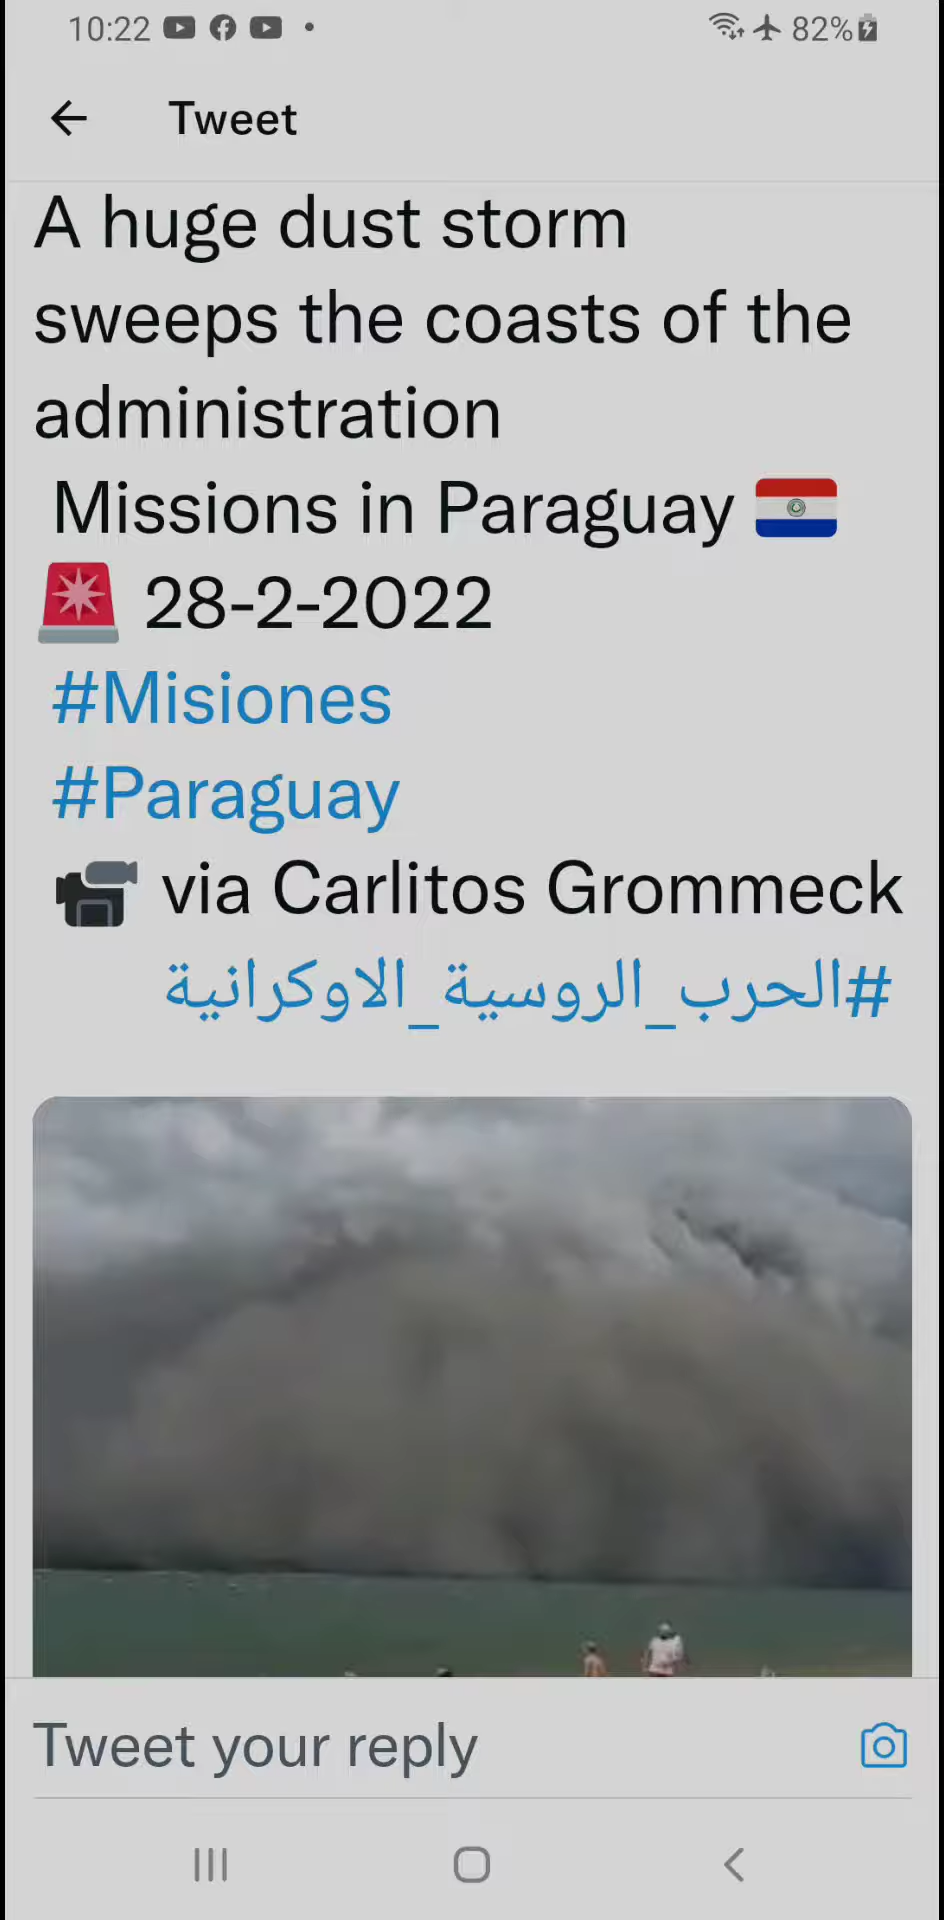 10:22
82%
Tweet
A huge dust storm
sweeps the coasts of the
administration
Missions in Paraguay 🇵🇾
🚨 28-2-2022
#Misiones
#Paraguay
🎥 via Carlitos Grommeck
#الحرب_الروسية_الاوكرانية
Tweet your reply